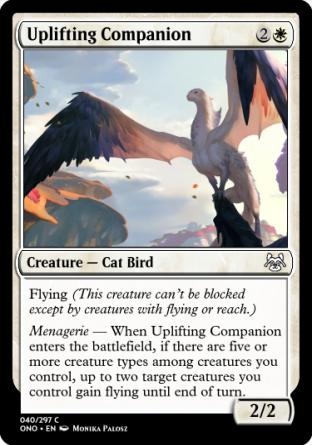 Uplifting Companion 2
Creature — Cat Bird
Flying (This creature can't be blocked
except by creatures with flying or reach.)
Menagerie — When Uplifting Companion
enters the battlefield, if there are five or
more creature types among creatures you
control, up to two target creatures you
control gain flying until end of turn.
2/2
040/297 C
ONO • EN Monika Palosz